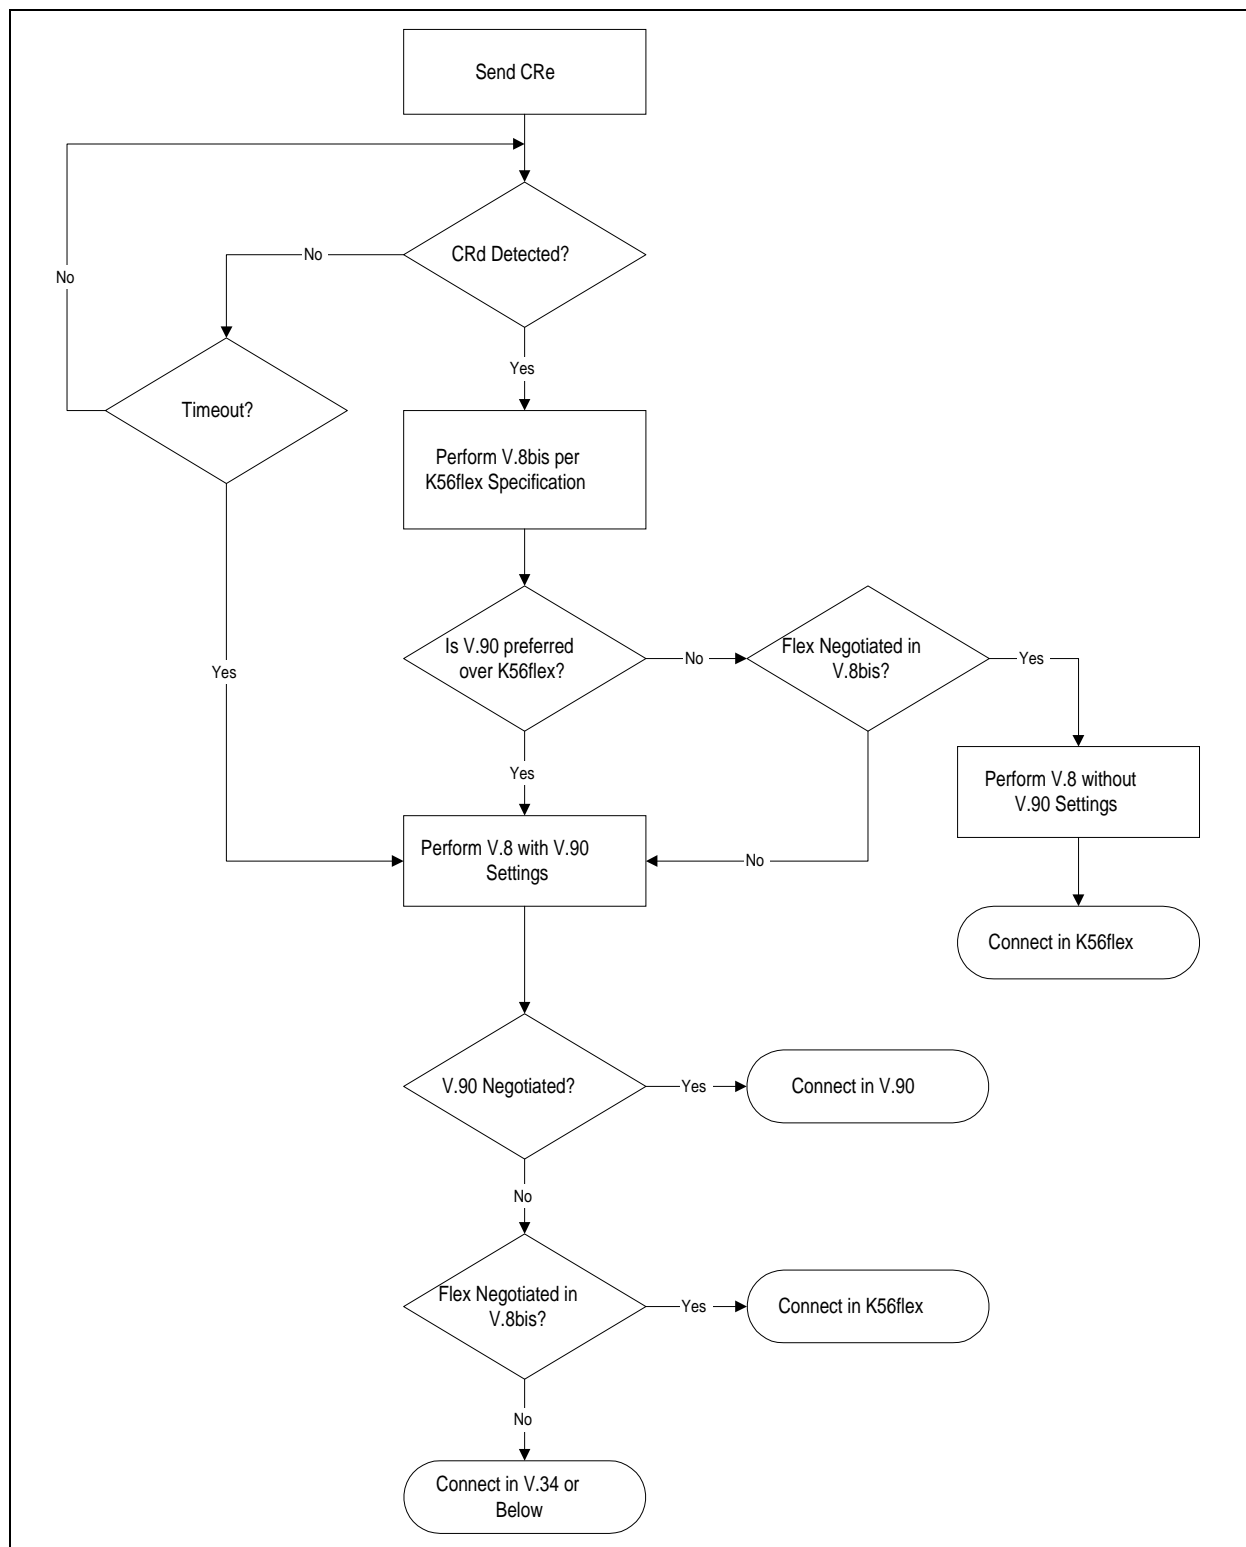 Send CRe
CRd Detected?
No
No
Yes
Timeout?
Perform V.8bis per
K56flex Specification
Is V.90 preferred
over K56flex?
No
Flex Negotiated in
V.8bis?
Yes
Yes
Yes
Perform V.8 without
V.90 Settings
Perform V.8 with V.90
Settings
No
Connect in K56flex
V.90 Negotiated?
Yes
Connect in V.90
No
Flex Negotiated in
V.8bis?
Yes
Connect in K56flex
No
Connect in V.34 or
Below